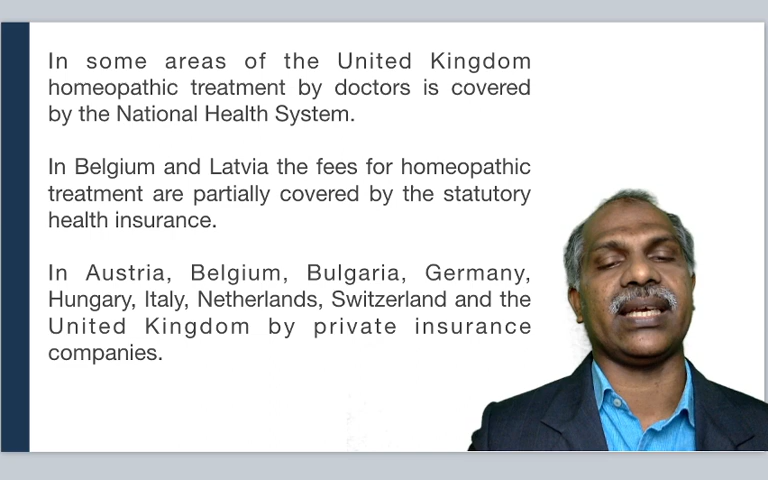 In some areas of the United Kingdom
homeopathic treatment by doctors is covered
by the National Health System.
In Belgium and Latvia the fees for homeopathic
treatment are partially covered by the statutory
health insurance.
In Austria, Belgium, Bulgaria, Germany,
Hungary, Italy, Netherlands, Switzerland and the
United Kingdom by private insurance
companies.